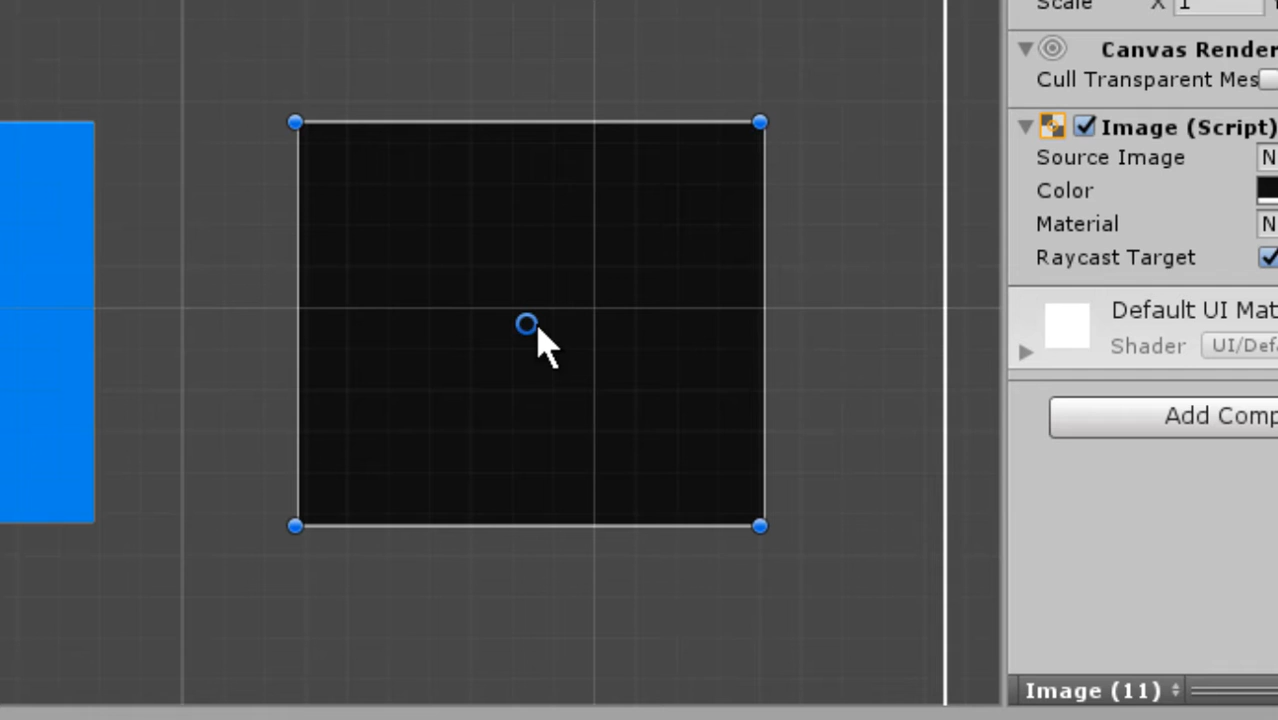 Scale X 1
Canvas Render
Cull Transparent Mes
Image (Script)
Source Image N
Color
Material N
Raycast Target
Default UI Mat
Shader UI/Defa
Add Comp
Image (11)